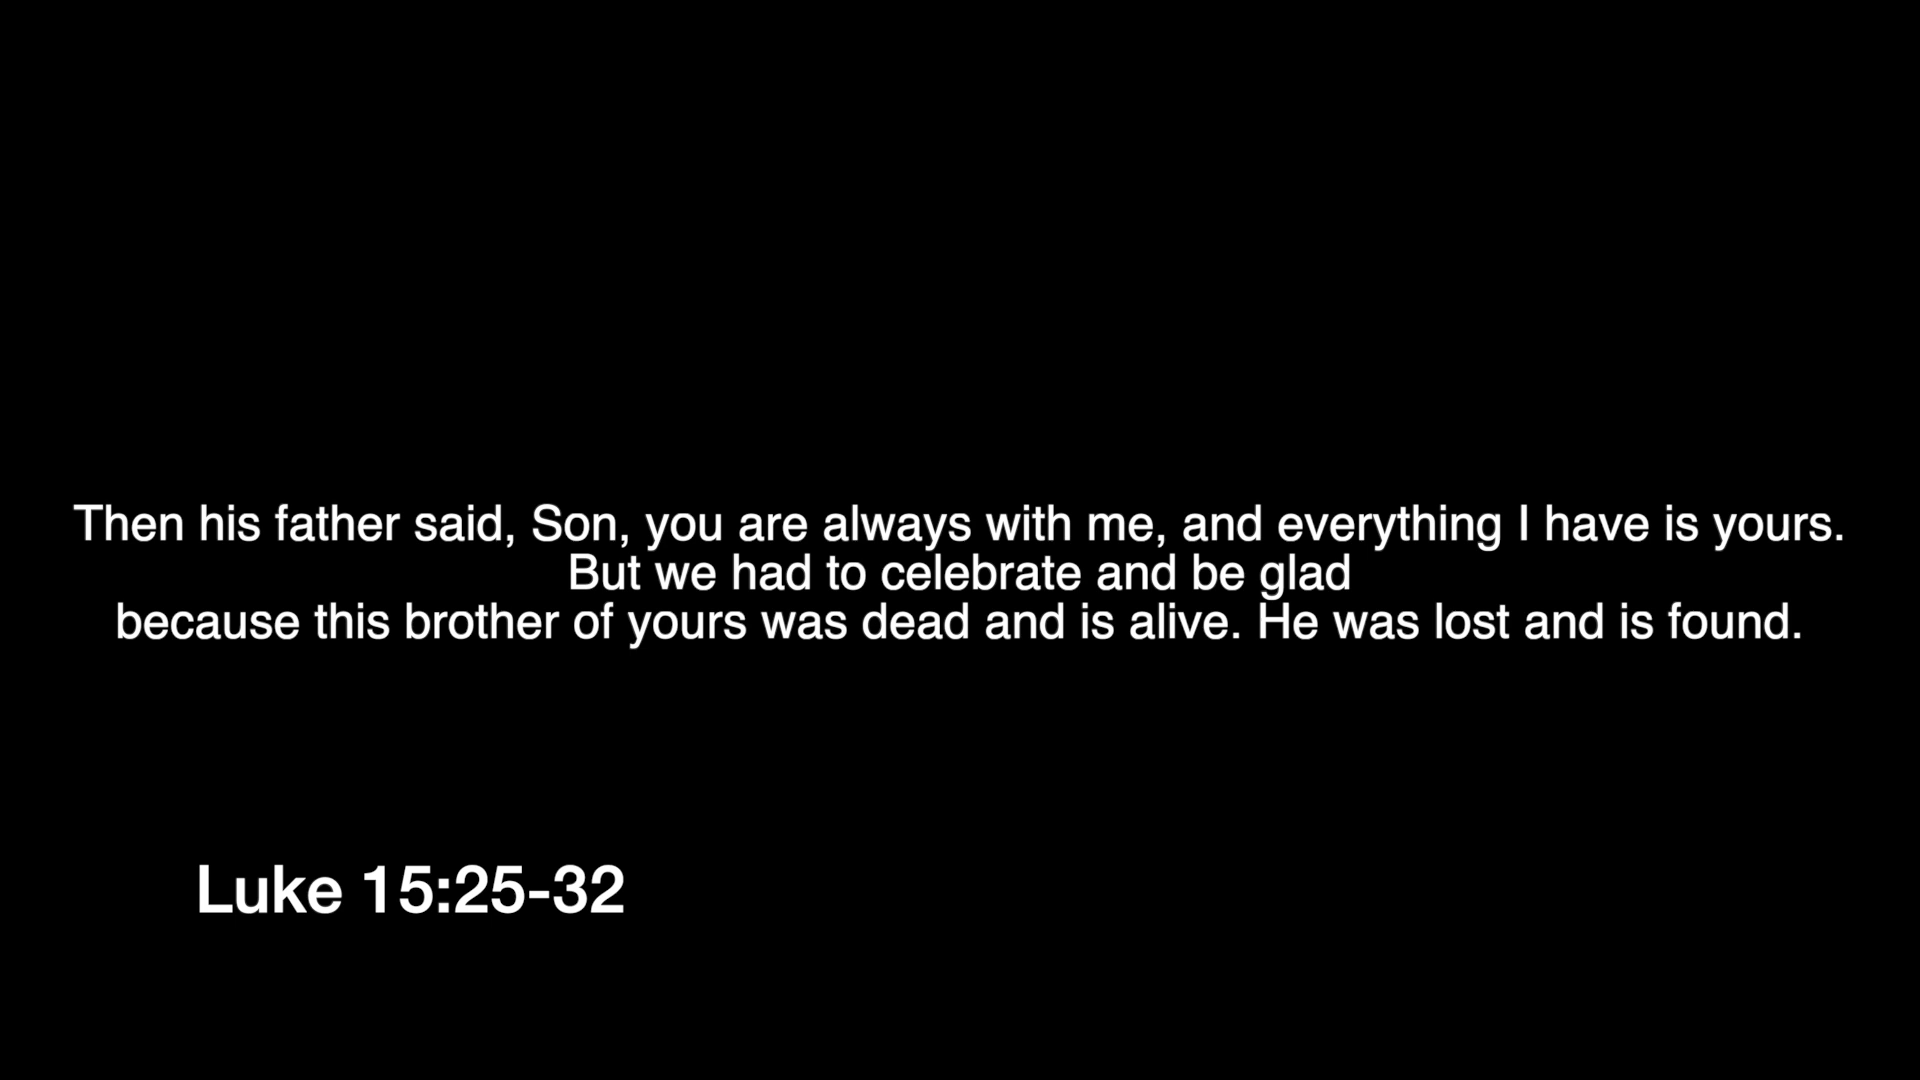 Then his father said, Son, you are always with me, and everything I have is yours.
But we had to celebrate and be glad
because this brother of yours was dead and is alive. He was lost and is found.
Luke 15:25-32